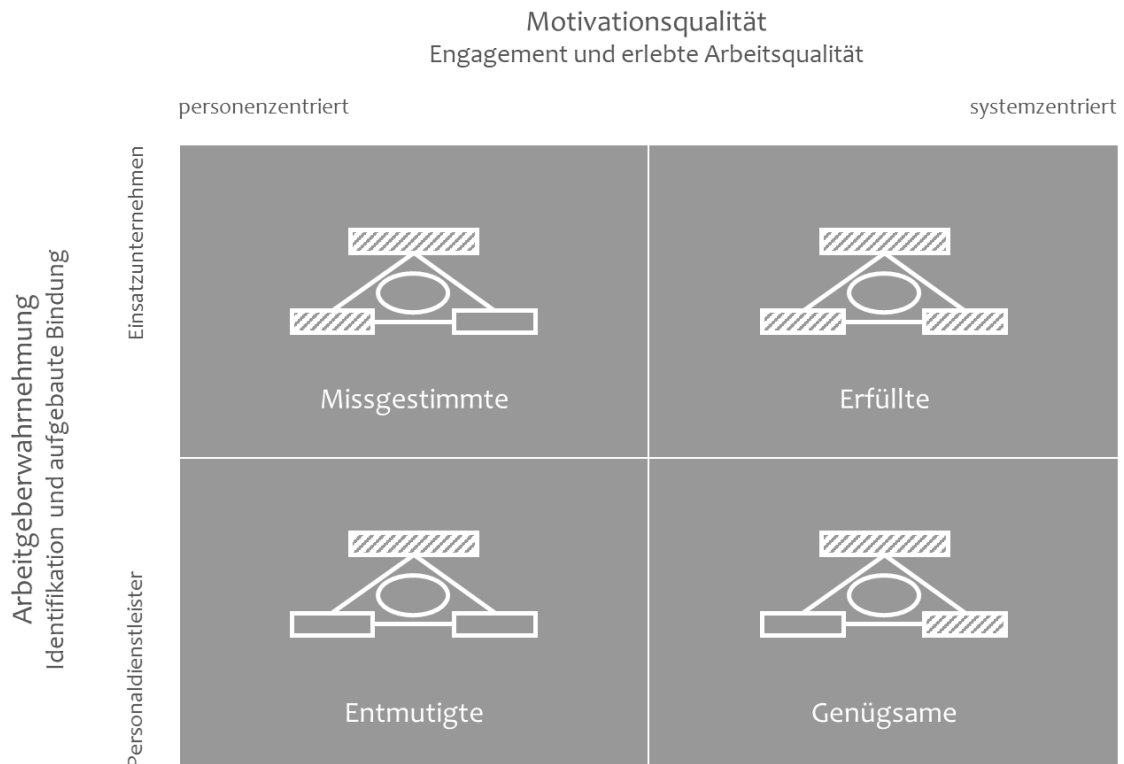 Motivationsqualität
Engagement und erlebte Arbeitsqualität
personenzentriert
systemzentriert
Arbeitgeberwahrnehmung
Identifikation und aufgebaute Bindung
Einsatzunternehmen
Missgestimmte
Erfüllte
Personaldienstleister
Entmutigte
Genügsame